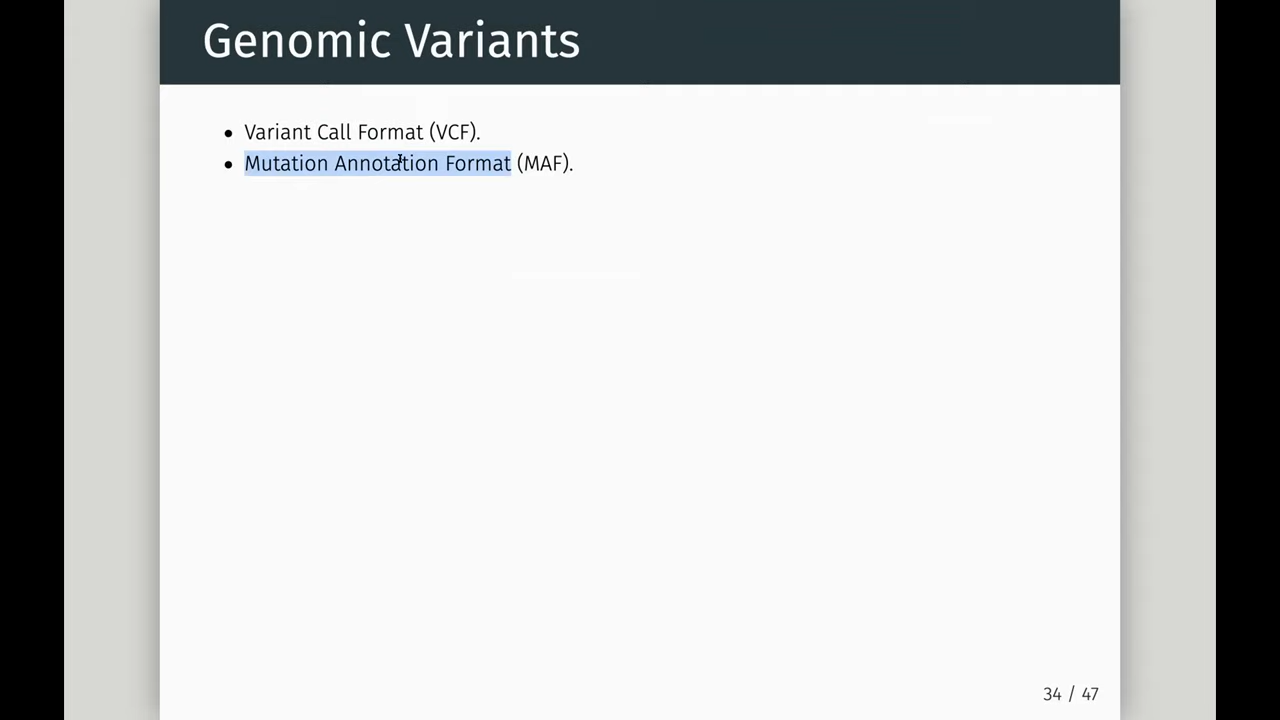 Genomic Variants
• Variant Call Format (VCF).
• Mutation Annotation Format (MAF).
34 / 47